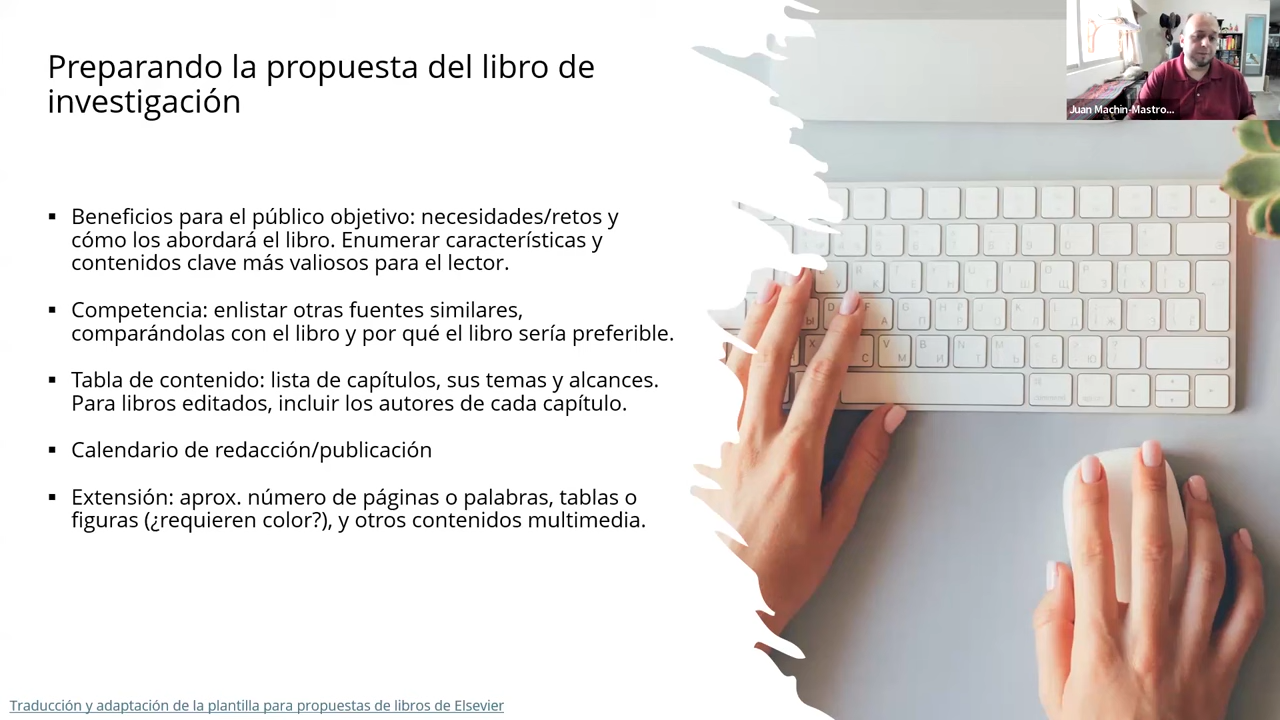 Preparando la propuesta del libro de
investigación
Juan Machin-Mastro...
▪ Beneficios para el público objetivo: necesidades/retos y
cómo los abordará el libro. Enumerar características y
contenidos clave más valiosos para el lector.
▪ Competencia: enlistar otras fuentes similares,
comparándolas con el libro y por qué el libro sería preferible.
▪ Tabla de contenido: lista de capítulos, sus temas y alcances.
Para libros editados, incluir los autores de cada capítulo.
▪ Calendario de redacción/publicación
▪ Extensión: aprox. número de páginas o palabras, tablas o
figuras (¿requieren color?), y otros contenidos multimedia.
Traducción y adaptación de la plantilla para propuestas de libros de Elsevier